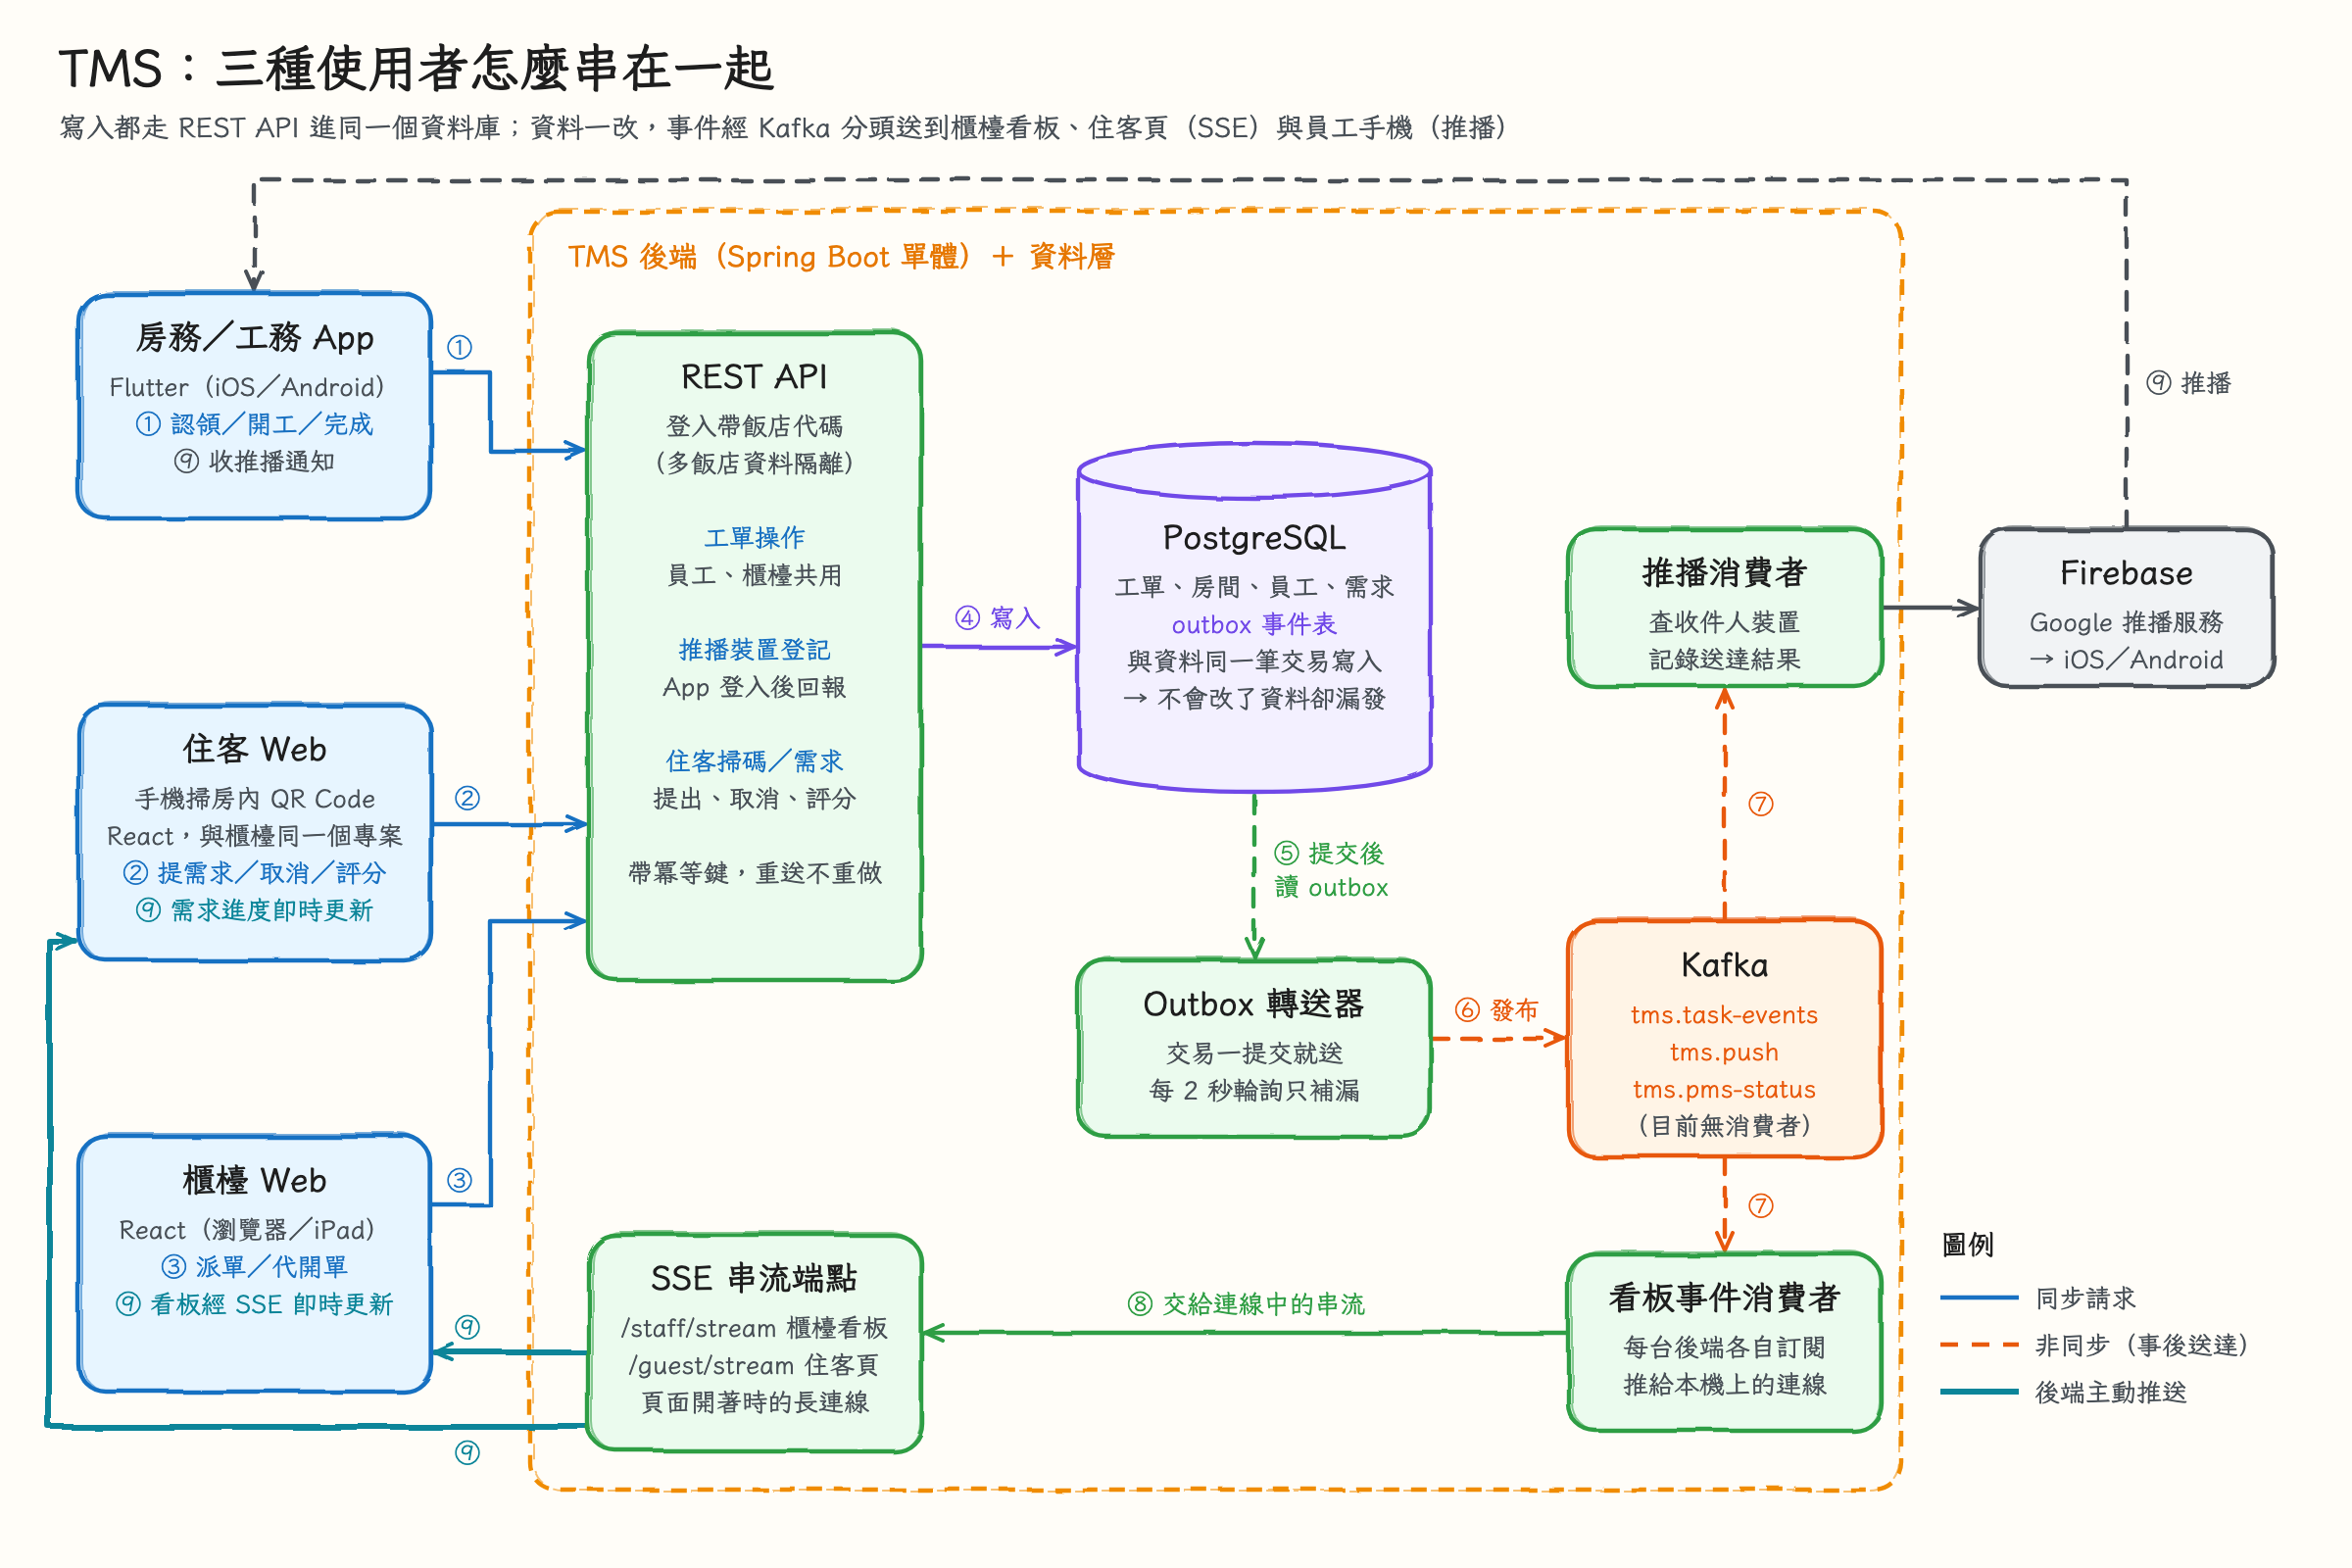 TMS：三種使用者怎麼串在一起
寫入都走 REST API 進同一個資料庫；資料一改，事件經 Kafka 分頭送到櫃檯看板、住客頁（SSE）與員工手機（推播）
TMS 後端（Spring Boot 單體）＋ 資料層
房務／工務 App
Flutter（iOS／Android）
① 認領／開工／完成
⑨ 收推播通知
①
住客 Web
手機掃房內 QR Code
React，與櫃檯同一個專案
② 提需求／取消／評分
⑨ 需求進度即時更新
②
櫃檯 Web
React（瀏覽器／iPad）
③ 派單／代開單
⑨ 看板經 SSE 即時更新
③
⑨
⑨
REST API
登入帶飯店代碼
（多飯店資料隔離）
工單操作
員工、櫃檯共用
推播裝置登記
App 登入後回報
住客掃碼／需求
提出、取消、評分
帶冪等鍵，重送不重做
④ 寫入
PostgreSQL
工單、房間、員工、需求
outbox 事件表
與資料同一筆交易寫入
→ 不會改了資料卻漏發
⑤ 提交後
讀 outbox
Outbox 轉送器
交易一提交就送
每 2 秒輪詢只補漏
⑥ 發布
Kafka
tms.task-events
tms.push
tms.pms-status
（目前無消費者）
⑦
⑦
推播消費者
查收件人裝置
記錄送達結果
Firebase
Google 推播服務
→ iOS／Android
⑨ 推播
看板事件消費者
每台後端各自訂閱
推給本機上的連線
⑧ 交給連線中的串流
SSE 串流端點
/staff/stream 櫃檯看板
/guest/stream 住客頁
頁面開著時的長連線
圖例
同步請求
非同步（事後送達）
後端主動推送